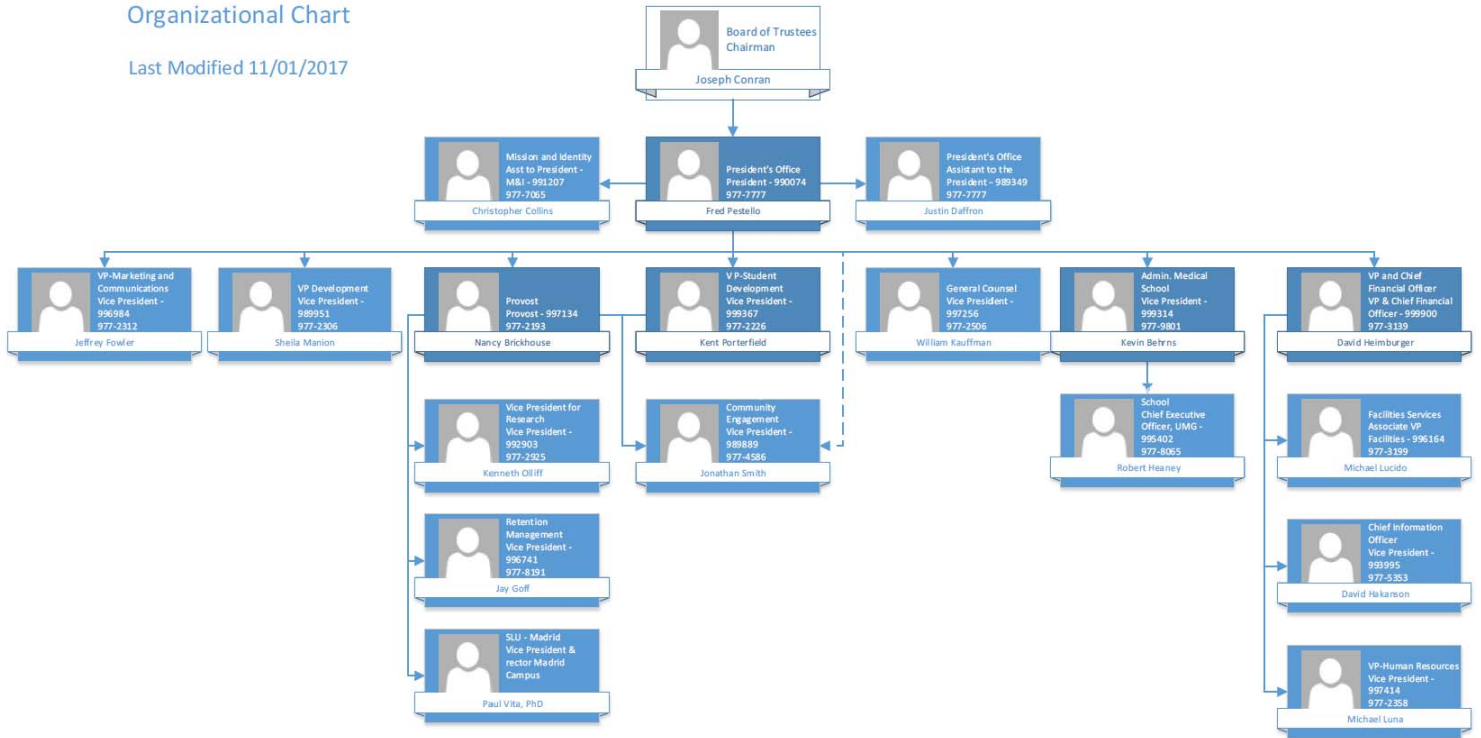 Organizational Chart
Last Modified 11/01/2017
Board of Trustees
Chairman
Joseph Conran
Mission and Identity
Asst to President -
M&I - 991207
977-7065
Christopher Collins
President's Office
President - 990074
977-7777
Fred Pestello
President's Office
Assistant to the
President - 989349
977-7777
Justin Daffron
VP-Marketing and
Communications
Vice President -
996984
977-2312
Jeffrey Fowler
VP Development
Vice President -
989951
977-2306
Sheila Manion
Provost
Provost - 997134
977-2193
Nancy Brickhouse
VP-Student
Development
Vice President -
999367
977-2226
Kent Porterfield
General Counsel
Vice President -
997256
977-2506
William Kauffman
Admin. Medical
School
Vice President -
999314
977-9801
Kevin Behrns
VP and Chief
Financial Officer
VP & Chief Financial
Officer - 999900
977-3139
David Heimburger
Vice President for
Research
Vice President -
992903
977-2925
Kenneth Olliff
Community
Engagement
Vice President -
989889
977-4586
Jonathan Smith
School
Chief Executive
Officer, UMG -
995402
977-8065
Robert Heaney
Facilities Services
Associate VP
Facilities - 996164
977-3199
Michael Lucido
Retention
Management
Vice President -
996741
977-8191
Jay Goff
Chief Information
Officer
Vice President -
993995
977-5353
David Hakanson
SLU - Madrid
Vice President &
rector Madrid
Campus
Paul Vita, PhD
VP-Human Resources
Vice President -
997414
977-2358
Michael Luna